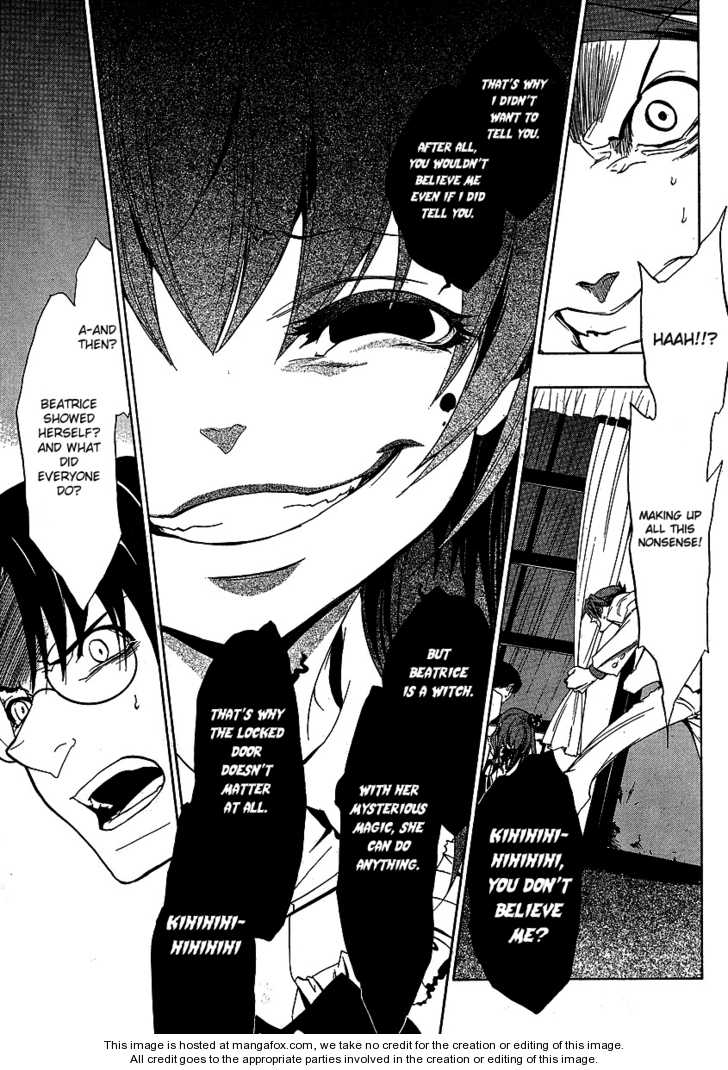 HAAH!!?
MAKING UP
ALL THIS
NONSENSE!
KIHIHIHI-
HIHIHIHI,
YOU DON'T
BELIEVE
ME?
THAT'S WHY
I DIDN'T
WANT TO
TELL YOU.
AFTER ALL,
YOU WOULDN'T
BELIEVE ME
EVEN IF I DID
TELL YOU.
BUT
BEATRICE
IS A WITCH.
WITH HER
MYSTERIOUS
MAGIC, SHE
CAN DO
ANYTHING.
THAT'S WHY
THE LOCKED
DOOR
DOESN'T
MATTER
AT ALL.
KIHIHIHI-
HIHIHIHI
A-AND
THEN?
BEATRICE
SHOWED
HERSELF?
AND WHAT
DID
EVERYONE
DO?
This image is hosted at mangafox.com, we take no credit for the creation or editing of this image.
All credit goes to the appropriate parties involved in the creation or editing of this image.